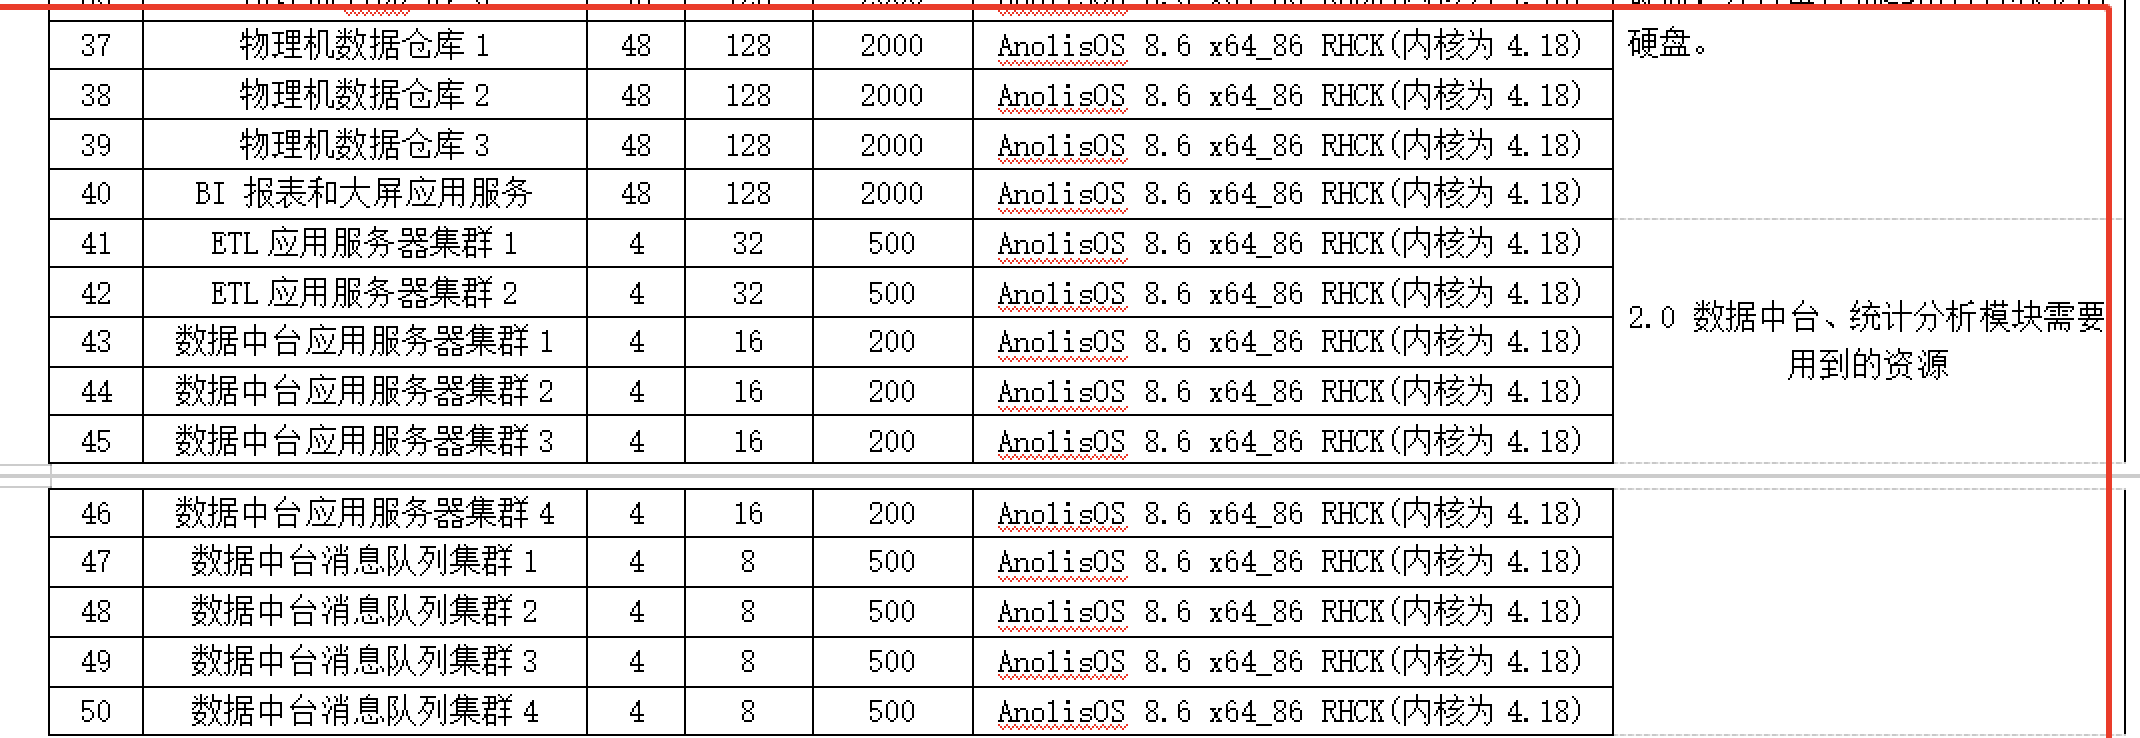 37 物理机数据仓库 1 48 128 2000 AnolisOS 8.6 x64_86 RHCK(内核为 4.18) 硬盘。
38 物理机数据仓库 2 48 128 2000 AnolisOS 8.6 x64_86 RHCK(内核为 4.18)
39 物理机数据仓库 3 48 128 2000 AnolisOS 8.6 x64_86 RHCK(内核为 4.18)
40 BI 报表和大屏应用服务 48 128 2000 AnolisOS 8.6 x64_86 RHCK(内核为 4.18)
41 ETL 应用服务器集群 1 4 32 500 AnolisOS 8.6 x64_86 RHCK(内核为 4.18)
42 ETL 应用服务器集群 2 4 32 500 AnolisOS 8.6 x64_86 RHCK(内核为 4.18)
2.0 数据中台、统计分析模块需要
43 数据中台应用服务器集群 1 4 16 200 AnolisOS 8.6 x64_86 RHCK(内核为 4.18)
用到的资源
44 数据中台应用服务器集群 2 4 16 200 AnolisOS 8.6 x64_86 RHCK(内核为 4.18)
45 数据中台应用服务器集群 3 4 16 200 AnolisOS 8.6 x64_86 RHCK(内核为 4.18)
46 数据中台应用服务器集群 4 4 16 200 AnolisOS 8.6 x64_86 RHCK(内核为 4.18)
47 数据中台消息队列集群 1 4 8 500 AnolisOS 8.6 x64_86 RHCK(内核为 4.18)
48 数据中台消息队列集群 2 4 8 500 AnolisOS 8.6 x64_86 RHCK(内核为 4.18)
49 数据中台消息队列集群 3 4 8 500 AnolisOS 8.6 x64_86 RHCK(内核为 4.18)
50 数据中台消息队列集群 4 4 8 500 AnolisOS 8.6 x64_86 RHCK(内核为 4.18)